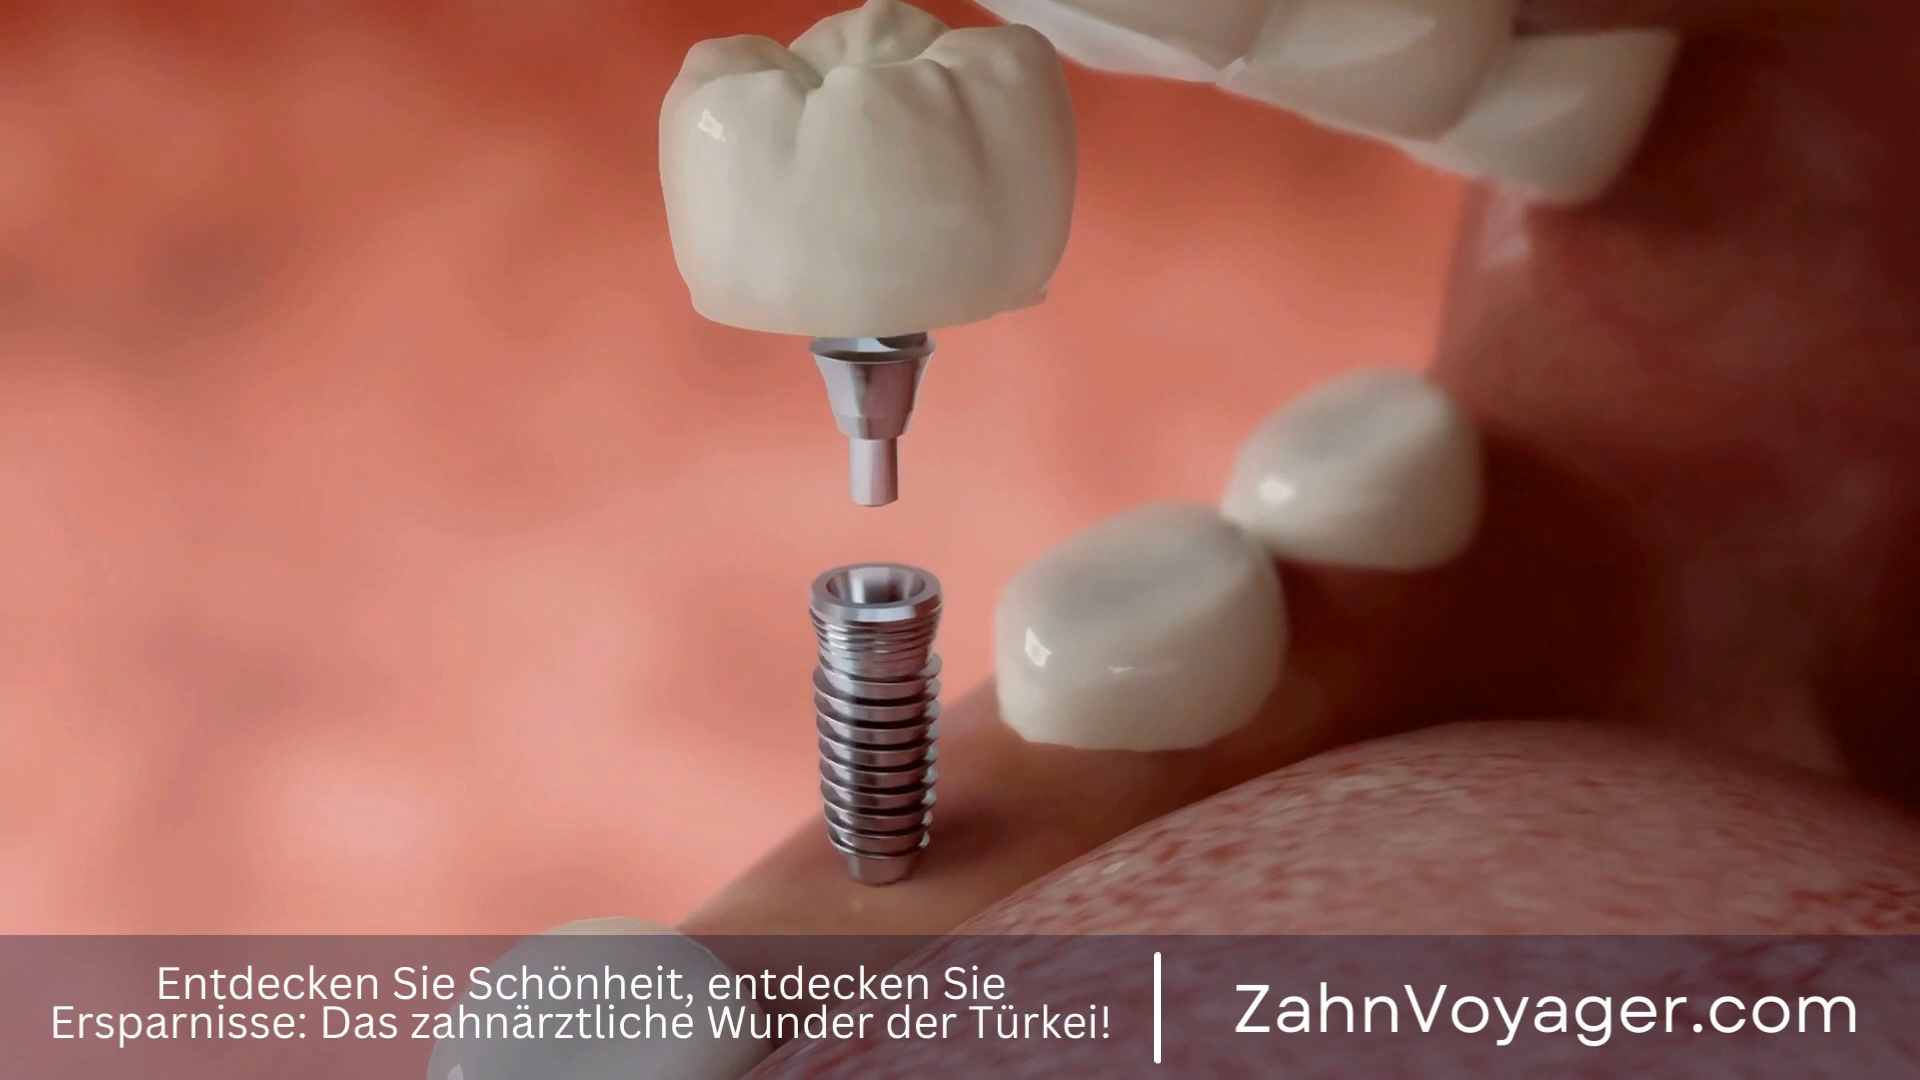 Entdecken Sie Schönheit, entdecken Sie
Ersparnisse: Das zahnärztliche Wunder der Türkei!
ZahnVoyager.com